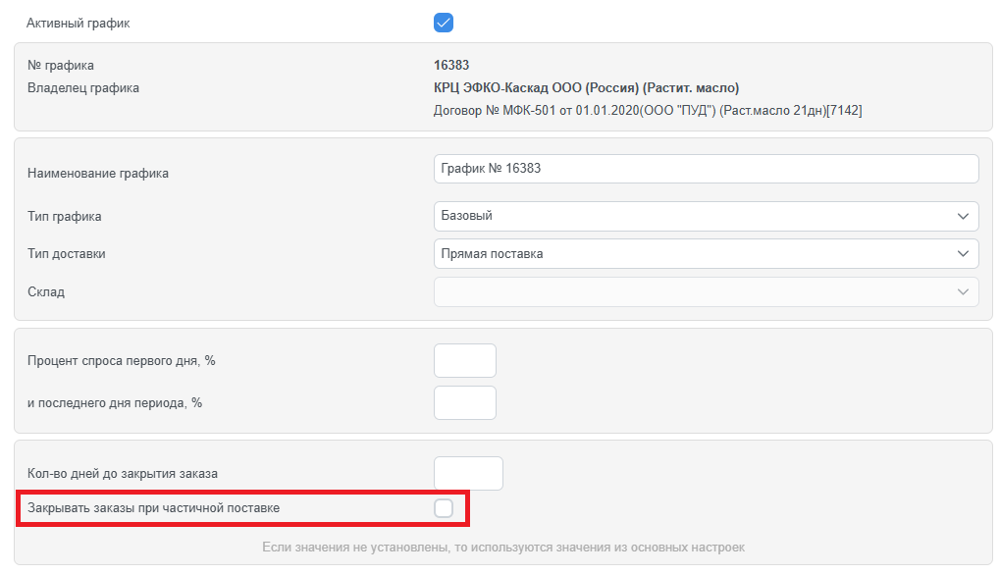 Активный график
№ графика 16383
Владелец графика КРЦ ЭФКО-Каскад ООО (Россия) (Растит. масло)
Договор № МФК-501 от 01.01.2020(ООО "ПУД") (Раст.масло 21дн)[7142]
Наименование графика График № 16383
Тип графика Базовый
Тип доставки Прямая поставка
Склад
Процент спроса первого дня, %
и последнего дня периода, %
Кол-во дней до закрытия заказа
Закрывать заказы при частичной поставке
Если значения не установлены, то используются значения из основных настроек